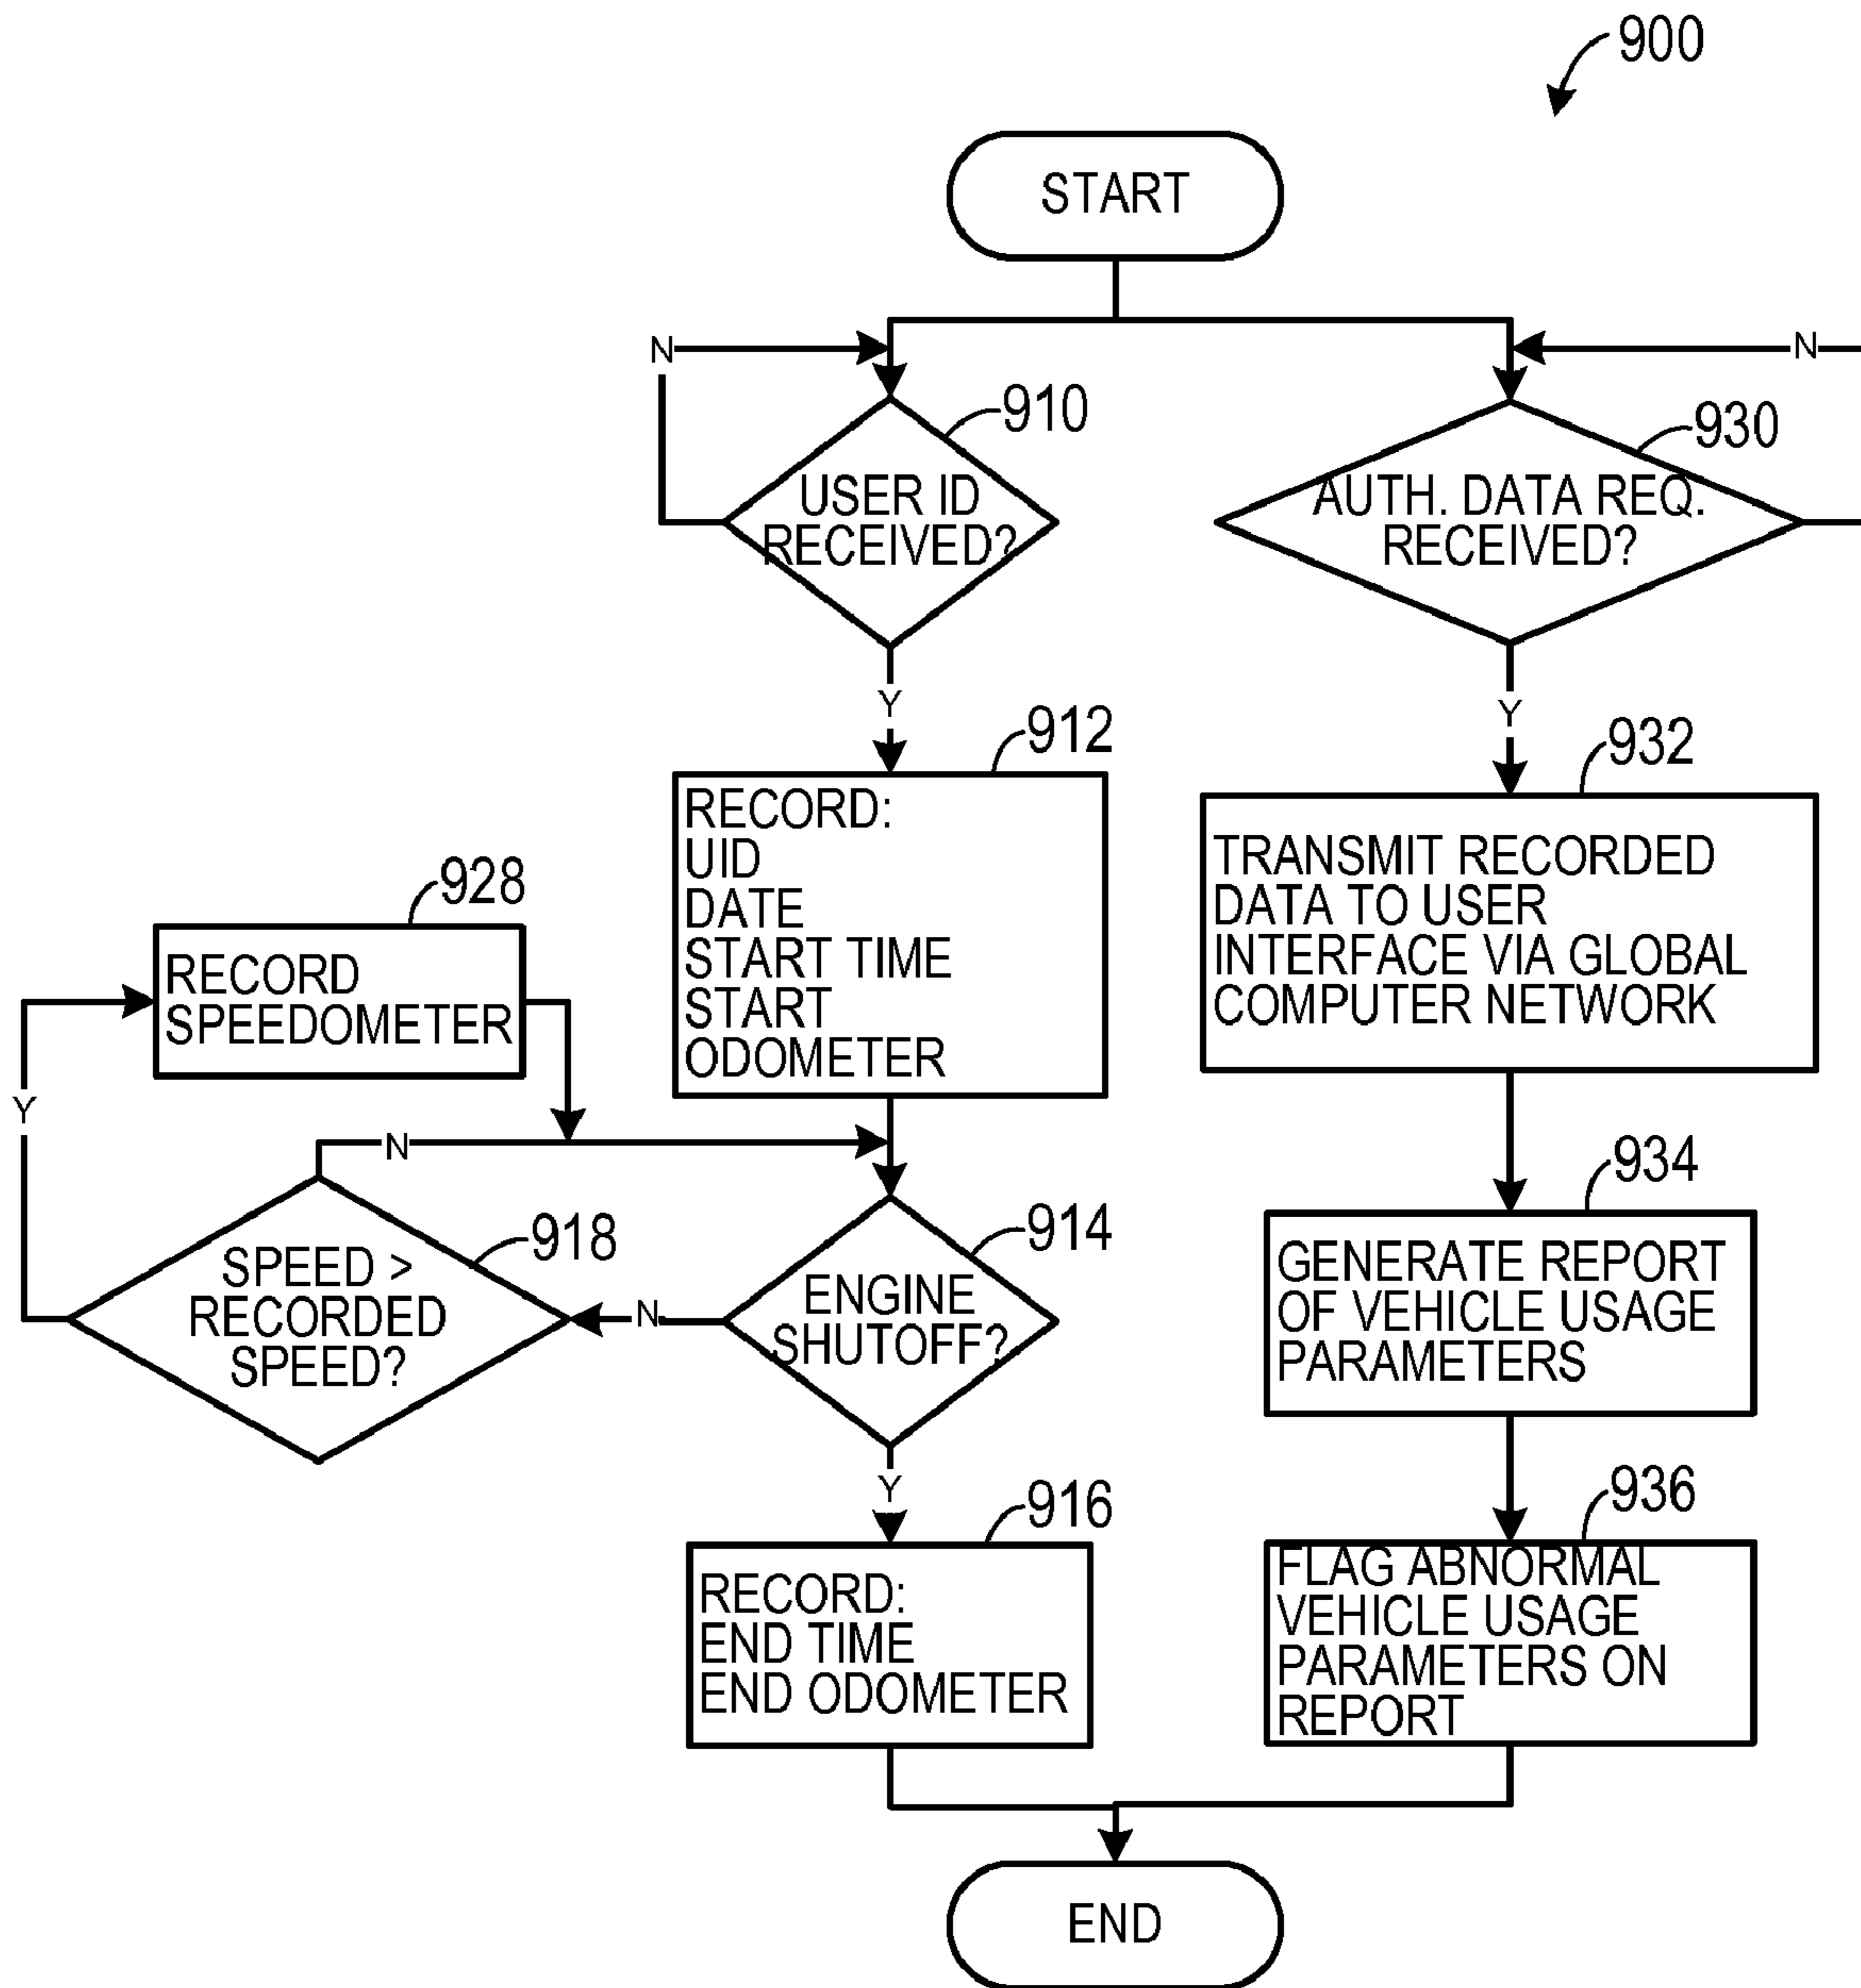 900
START
N
N
910
USER ID
RECEIVED?
930
AUTH. DATA REQ.
RECEIVED?
Y
Y
912
RECORD:
UID
DATE
START TIME
START
ODOMETER
932
TRANSMIT RECORDED
DATA TO USER
INTERFACE VIA GLOBAL
COMPUTER NETWORK
928
RECORD
SPEEDOMETER
Y
N
918
SPEED >
RECORDED
SPEED?
N
914
ENGINE
SHUTOFF?
934
GENERATE REPORT
OF VEHICLE USAGE
PARAMETERS
Y
916
RECORD:
END TIME
END ODOMETER
936
FLAG ABNORMAL
VEHICLE USAGE
PARAMETERS ON
REPORT
END